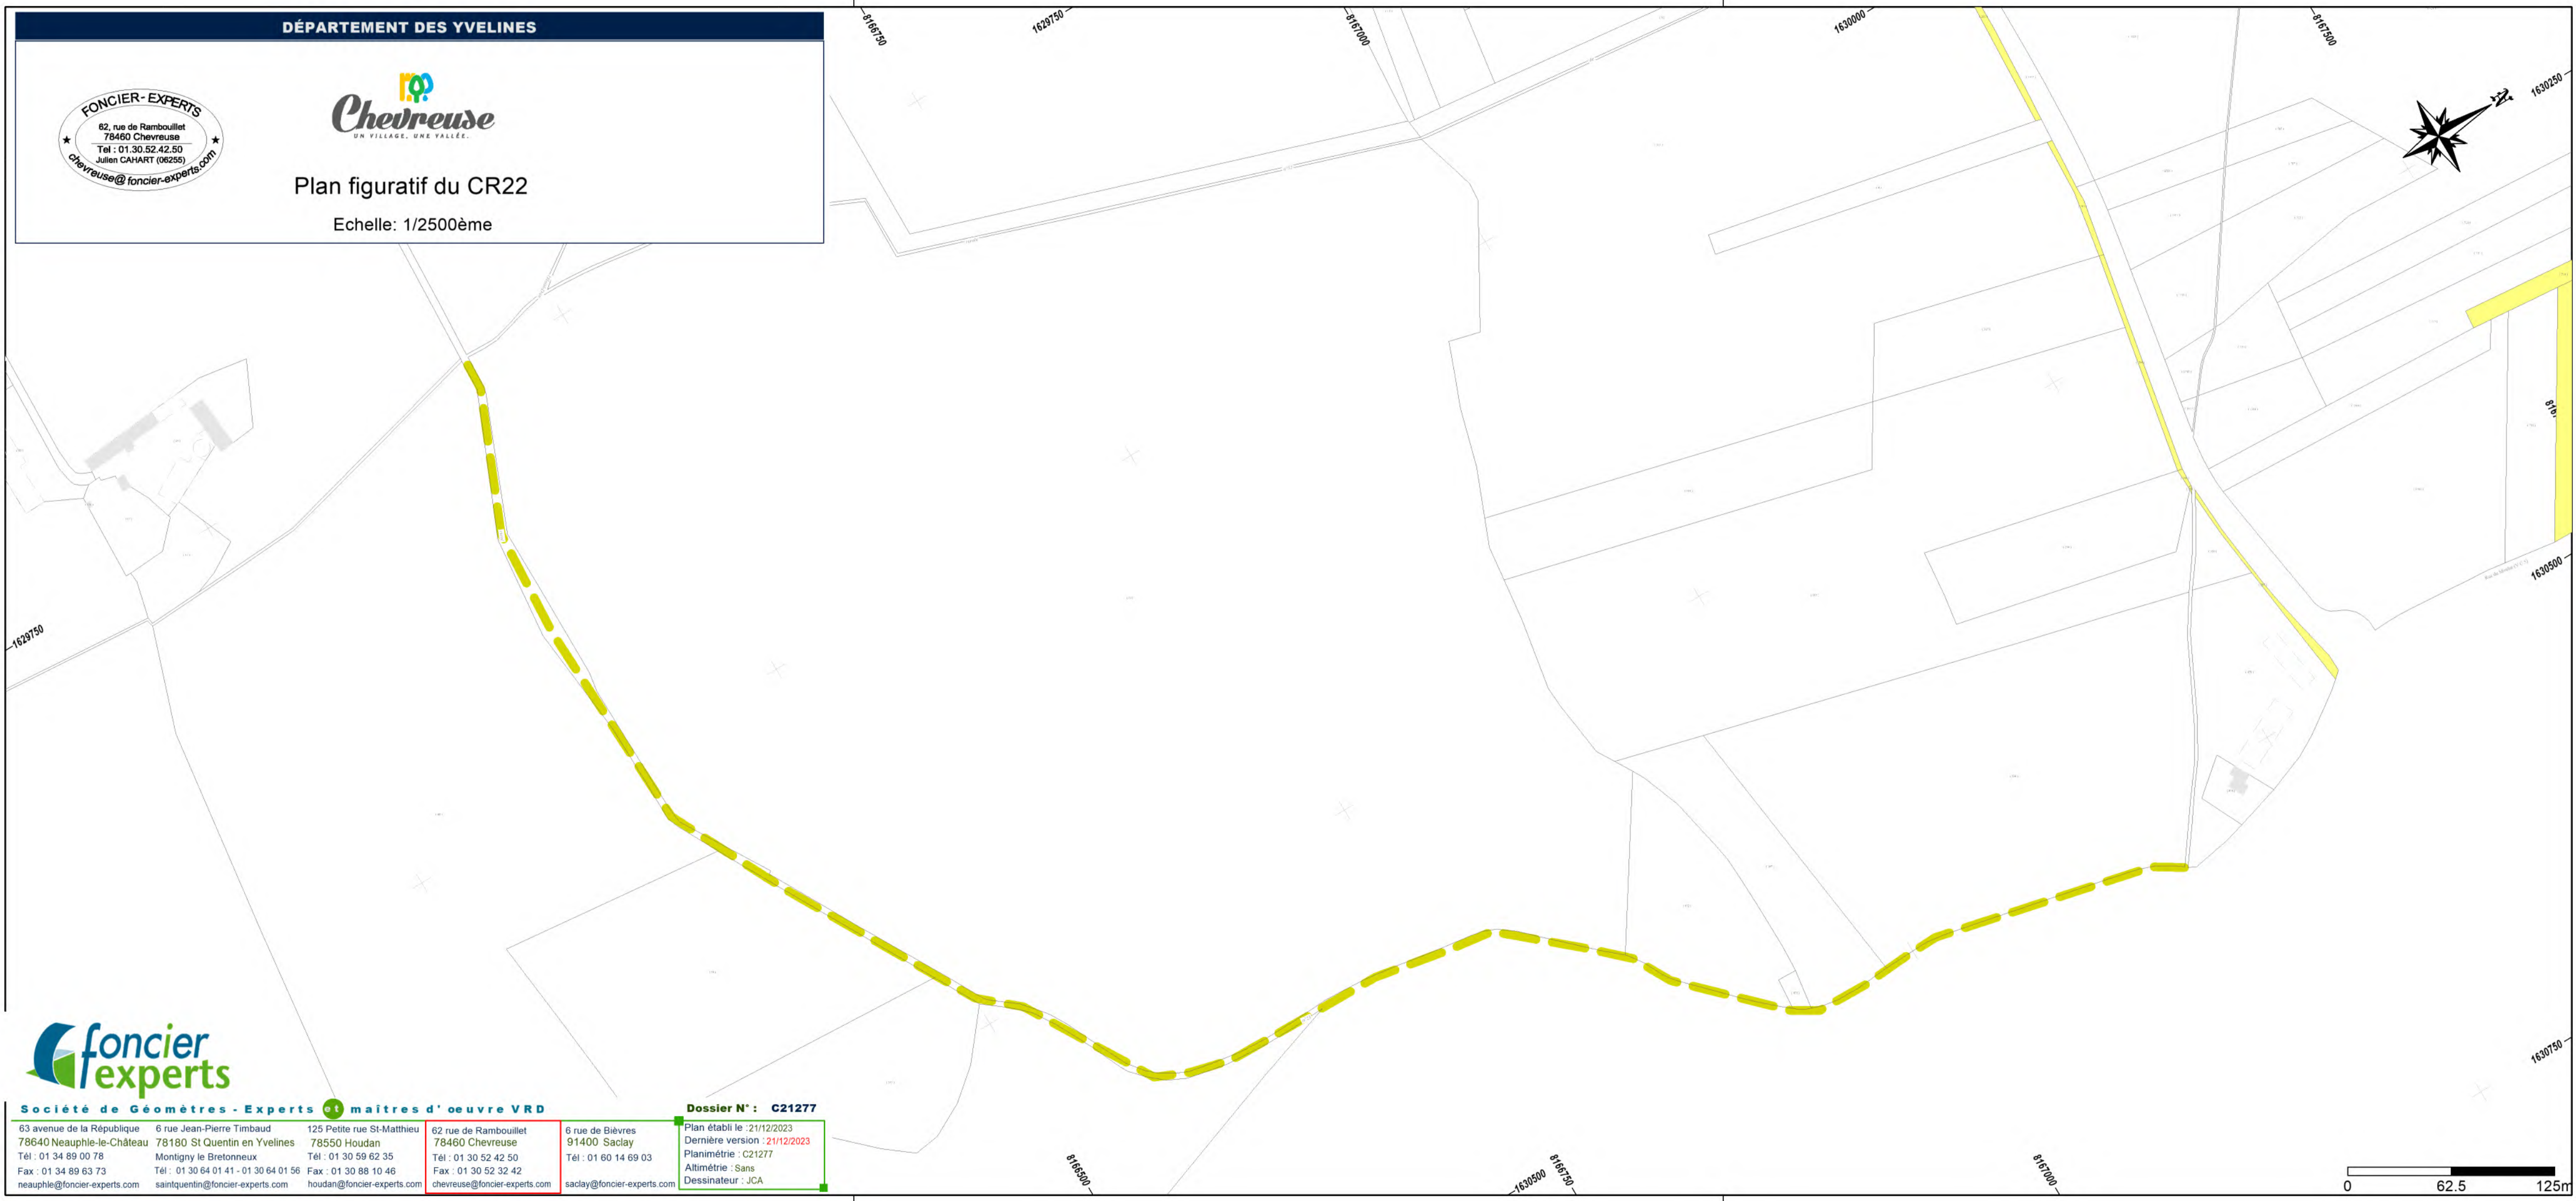 DÉPARTEMENT DES YVELINES
FONCIER-EXPERTS
62, rue de Rambouillet
78460 Chevreuse
Tel : 01.30.52.42.50
Julien CAHART (06255)
chevreuse@foncier-experts.com
Chevreuse
UN VILLAGE, UNE VALLÉE.
Plan figuratif du CR22
Echelle: 1/2500ème
8166750
1629750
8167000
1630000
8167500
1630250
N
816
1630500
1629750
1630750
8166500
1630500
8166750
8167000
0 62.5 125m
foncier
experts
Société de Géomètres - Experts et maîtres d'oeuvre VRD
63 avenue de la République
78640 Neauphle-le-Château
Tél : 01 34 89 00 78
Fax : 01 34 89 63 73
neauphle@foncier-experts.com
6 rue Jean-Pierre Timbaud
78180 St Quentin en Yvelines
Montigny le Bretonneux
Tél : 01 30 64 01 41 - 01 30 64 01 56
saintquentin@foncier-experts.com
125 Petite rue St-Matthieu
78550 Houdan
Tél : 01 30 59 62 35
Fax : 01 30 88 10 46
houdan@foncier-experts.com
62 rue de Rambouillet
78460 Chevreuse
Tél : 01 30 52 42 50
Fax : 01 30 52 32 42
chevreuse@foncier-experts.com
6 rue de Bièvres
91400 Saclay
Tél : 01 60 14 69 03
saclay@foncier-experts.com
Dossier N° : C21277
Plan établi le : 21/12/2023
Dernière version : 21/12/2023
Planimétrie : C21277
Altimétrie : Sans
Dessinateur : JCA